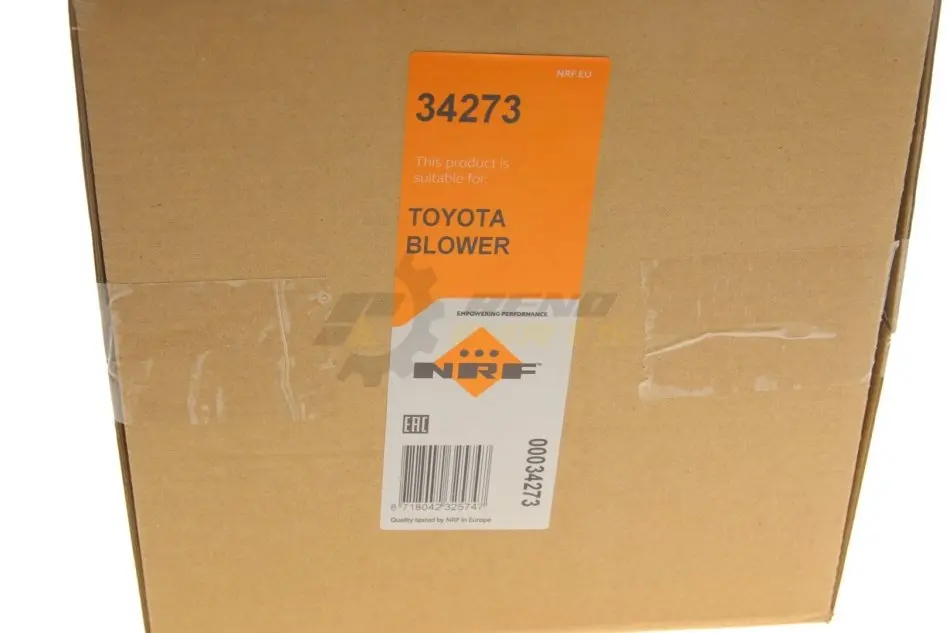 NRF.EU
34273
This product is
suitable for:
TOYOTA
BLOWER
EMPOWERING PERFORMANCE
NRF™
EAC
00034273
8 718042 325747
Quality tested by NRF in Europe